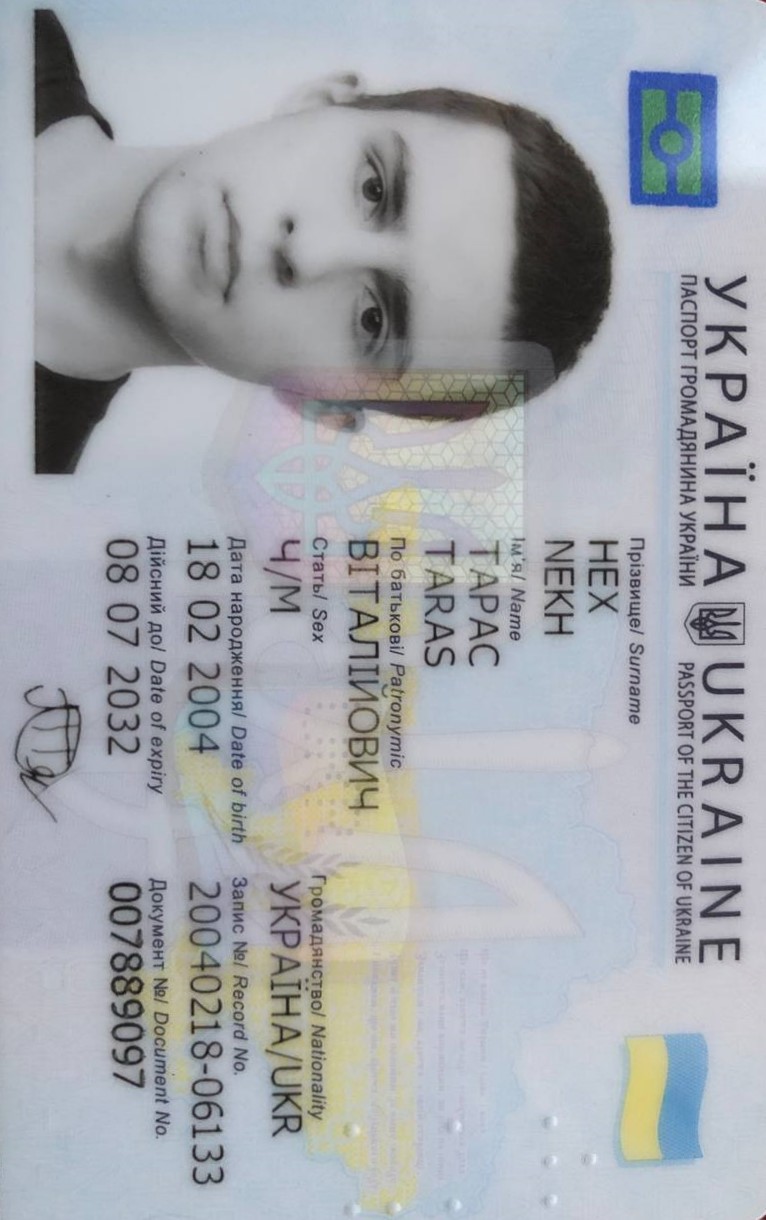 УКРАЇНА UKRAINE
ПАСПОРТ ГРОМАДЯНИНА УКРАЇНИ PASSPORT OF THE CITIZEN OF UKRAINE
Прізвище/ Surname
НЕХ
NEKH
Ім'я/ Name
ТАРАС
TARAS
По батькові/ Patronymic
ВІТАЛІЙОВИЧ
Стать/ Sex Громадянство/ Nationality
Ч/М УКРАЇНА/UKR
Дата народження/ Date of birth Запис №/ Record No.
18 02 2004 20040218-06133
Дійсний до/ Date of expiry Документ №/ Document No.
08 07 2032 007889097